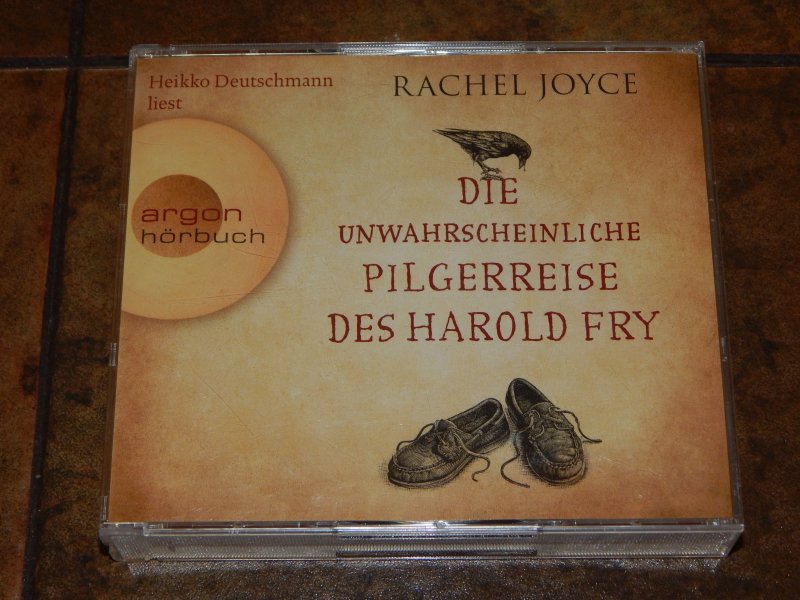 Heikko Deutschmann
liest
RACHEL JOYCE
argon
hörbuch
DIE
UNWAHRSCHEINLICHE
PILGERREISE
DES HAROLD FRY